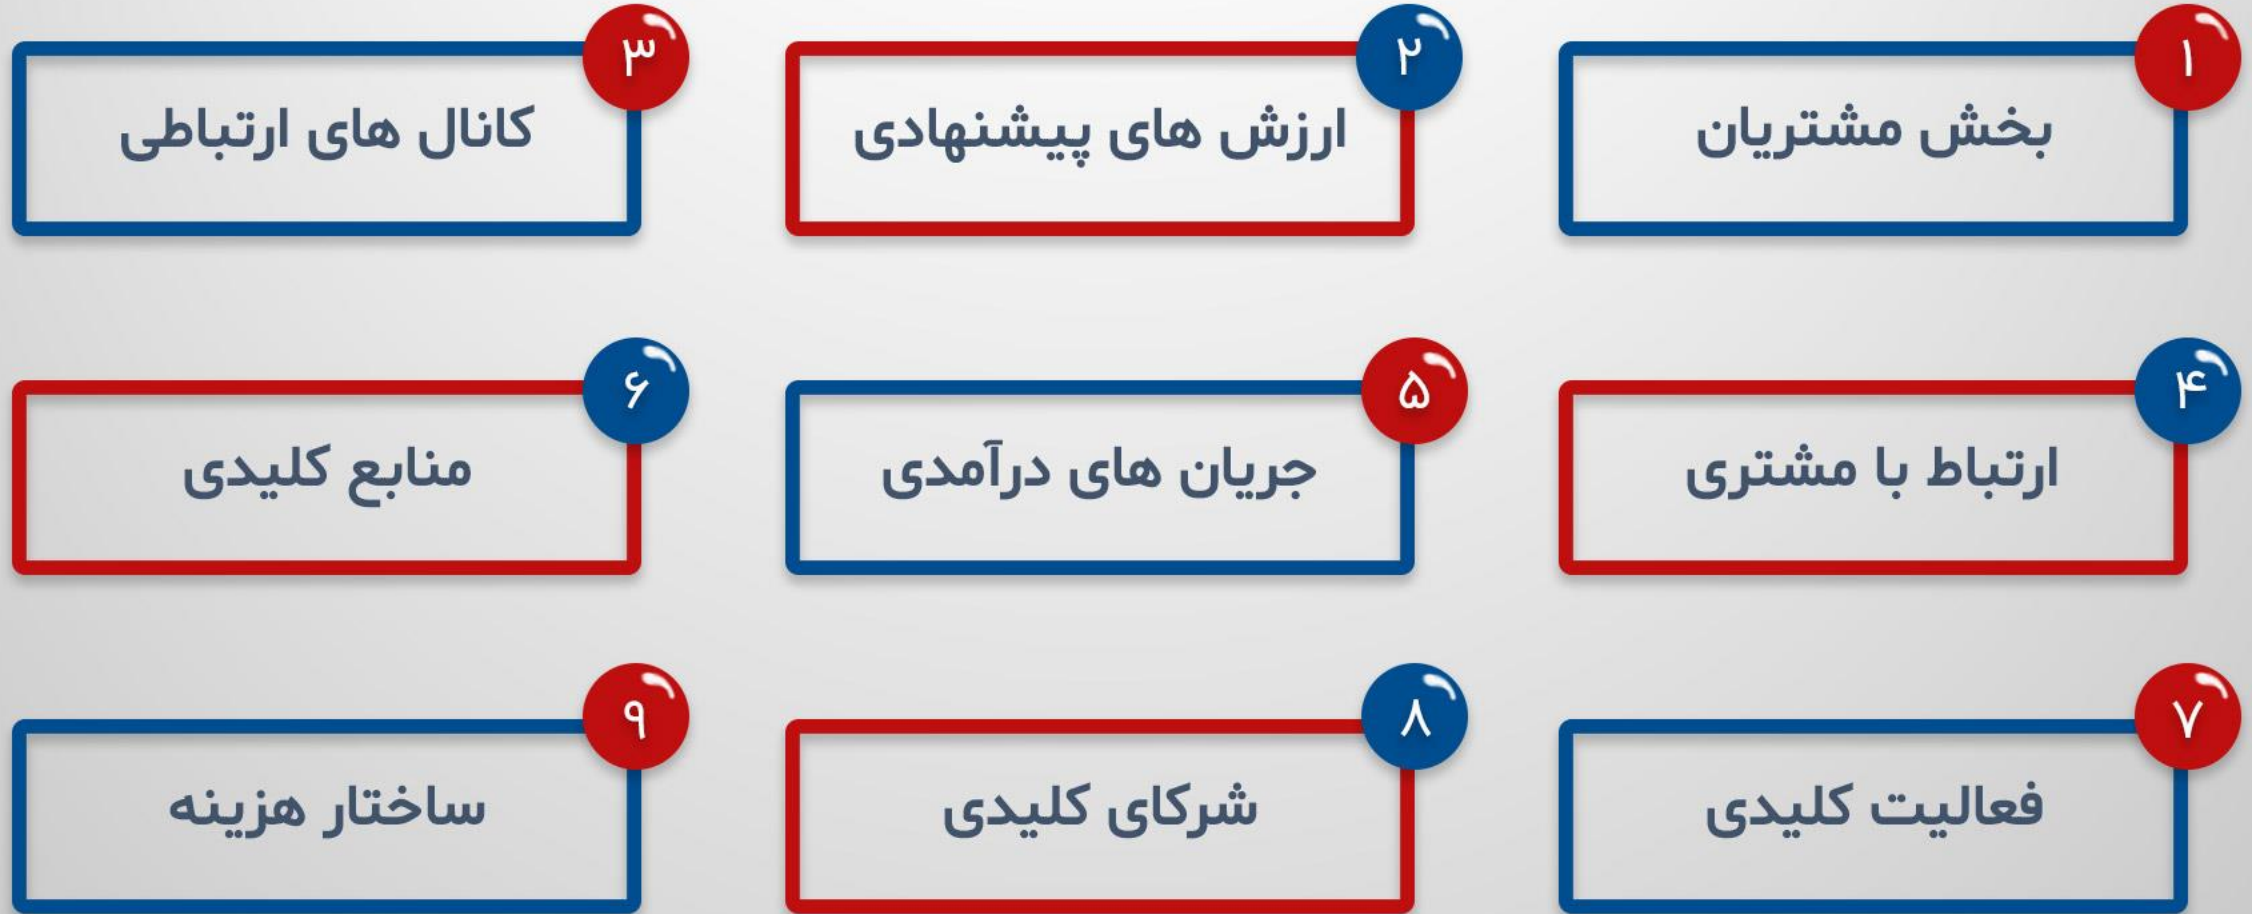 ۱
بخش مشتریان
۲
ارزش های پیشنهادی
۳
کانال های ارتباطی
۴
ارتباط با مشتری
۵
جریان های درآمدی
۶
منابع کلیدی
۷
فعالیت کلیدی
۸
شرکای کلیدی
۹
ساختار هزینه